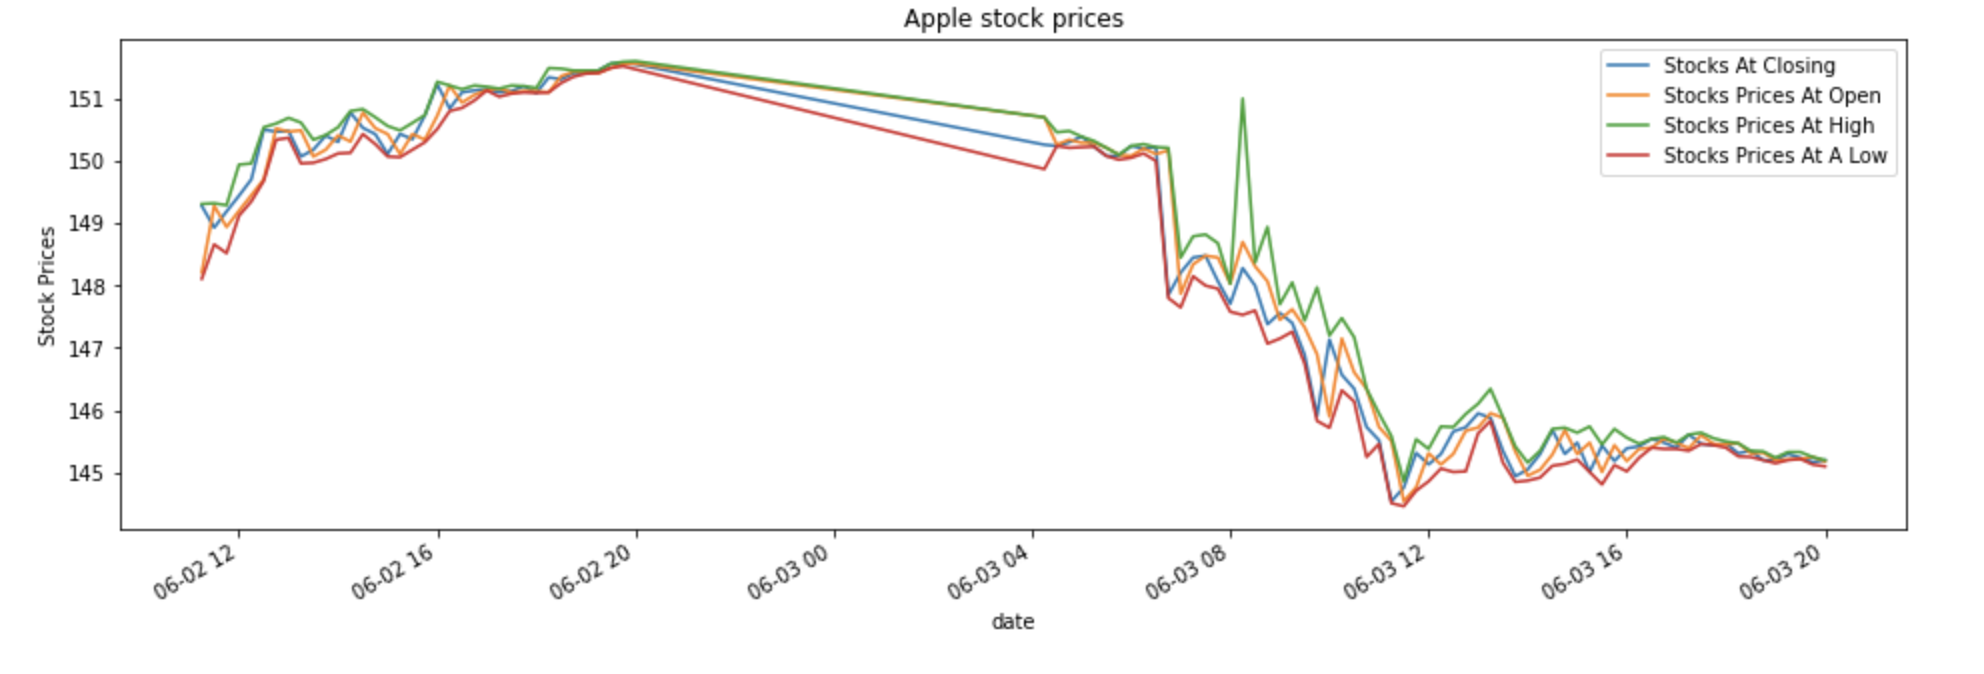 Apple stock prices
Stocks At Closing
Stocks Prices At Open
Stocks Prices At High
Stocks Prices At A Low
Stock Prices
151
150
149
148
147
146
145
06-02 12
06-02 16
06-02 20
06-03 00
06-03 04
06-03 08
06-03 12
06-03 16
06-03 20
date